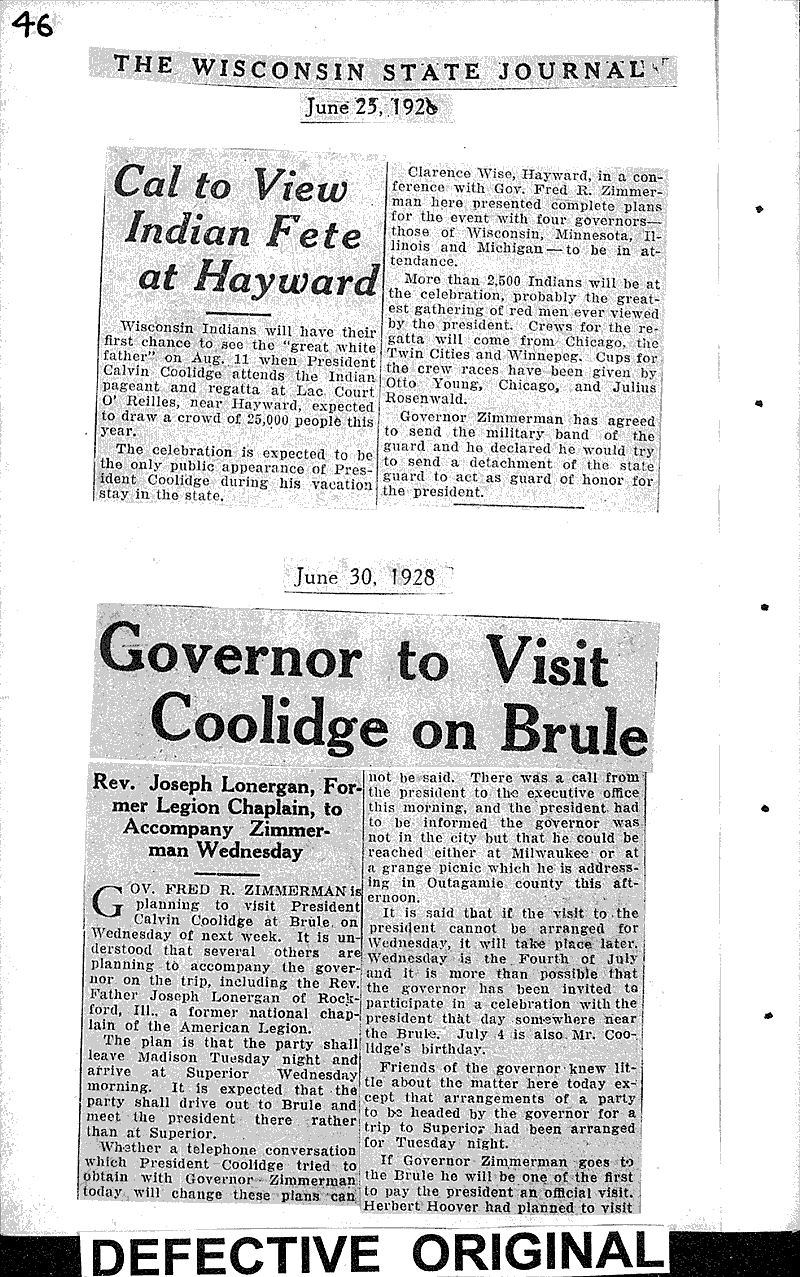 46
THE WISCONSIN STATE JOURNAL
June 25, 1928
Cal to View
Indian Fete
at Hayward
Wisconsin Indians will have their
first chance to see the "great white
father" on Aug. 11 when President
Calvin Coolidge attends the Indian
pageant and regatta at Lac Court
O' Reilles, near Hayward, expected
to draw a crowd of 25,000 people this
year.
The celebration is expected to be
the only public appearance of Pres-
ident Coolidge during his vacation
stay in the state.
Clarence Wise, Hayward, in a con-
ference with Gov. Fred R. Zimmer-
man here presented complete plans
for the event with four governors—
those of Wisconsin, Minnesota, Il-
linois and Michigan—to be in at-
tendance.
More than 2,500 Indians will be at
the celebration, probably the great-
est gathering of red men ever viewed
by the president. Crews for the re-
gatta will come from Chicago, the
Twin Cities and Winnepeg. Cups for
the crew races have been given by
Otto Young, Chicago, and Julius
Rosenwald.
Governor Zimmerman has agreed
to send the military band of the
guard and he declared he would try
to send a detachment of the state
guard to act as guard of honor for
the president.
June 30, 1928
Governor to Visit
Coolidge on Brule
Rev. Joseph Lonergan, For-
mer Legion Chaplain, to
Accompany Zimmer-
man Wednesday
GOV. FRED R. ZIMMERMAN is
planning to visit President
Calvin Coolidge at Brule on
Wednesday of next week. It is un-
derstood that several others are
planning to accompany the gover-
nor on the trip, including the Rev.
Father Joseph Lonergan of Rock-
ford, Ill., a former national chap-
lain of the American Legion.
The plan is that the party shall
leave Madison Tuesday night and
arrive at Superior Wednesday
morning. It is expected that the
party shall drive out to Brule and
meet the president there rather
than at Superior.
Whether a telephone conversation
which President Coolidge tried to
obtain with Governor Zimmerman
today will change these plans can
not be said. There was a call from
the president to the executive office
this morning, and the president had
to be informed the governor was
not in the city but that he could be
reached either at Milwaukee or at
a grange picnic which he is address-
ing in Outagamie county this aft-
ernoon.
It is said that if the visit to the
president cannot be arranged for
Wednesday, it will take place later.
Wednesday is the Fourth of July
and it is more than possible that
the governor has been invited to
participate in a celebration with the
president that day somewhere near
the Brule. July 4 is also Mr. Coo-
lidge's birthday.
Friends of the governor knew lit-
tle about the matter here today ex-
cept that arrangements of a party
to be headed by the governor for a
trip to Superior had been arranged
for Tuesday night.
If Governor Zimmerman goes to
the Brule he will be one of the first
to pay the president an official visit.
Herbert Hoover had planned to visit
DEFECTIVE ORIGINAL